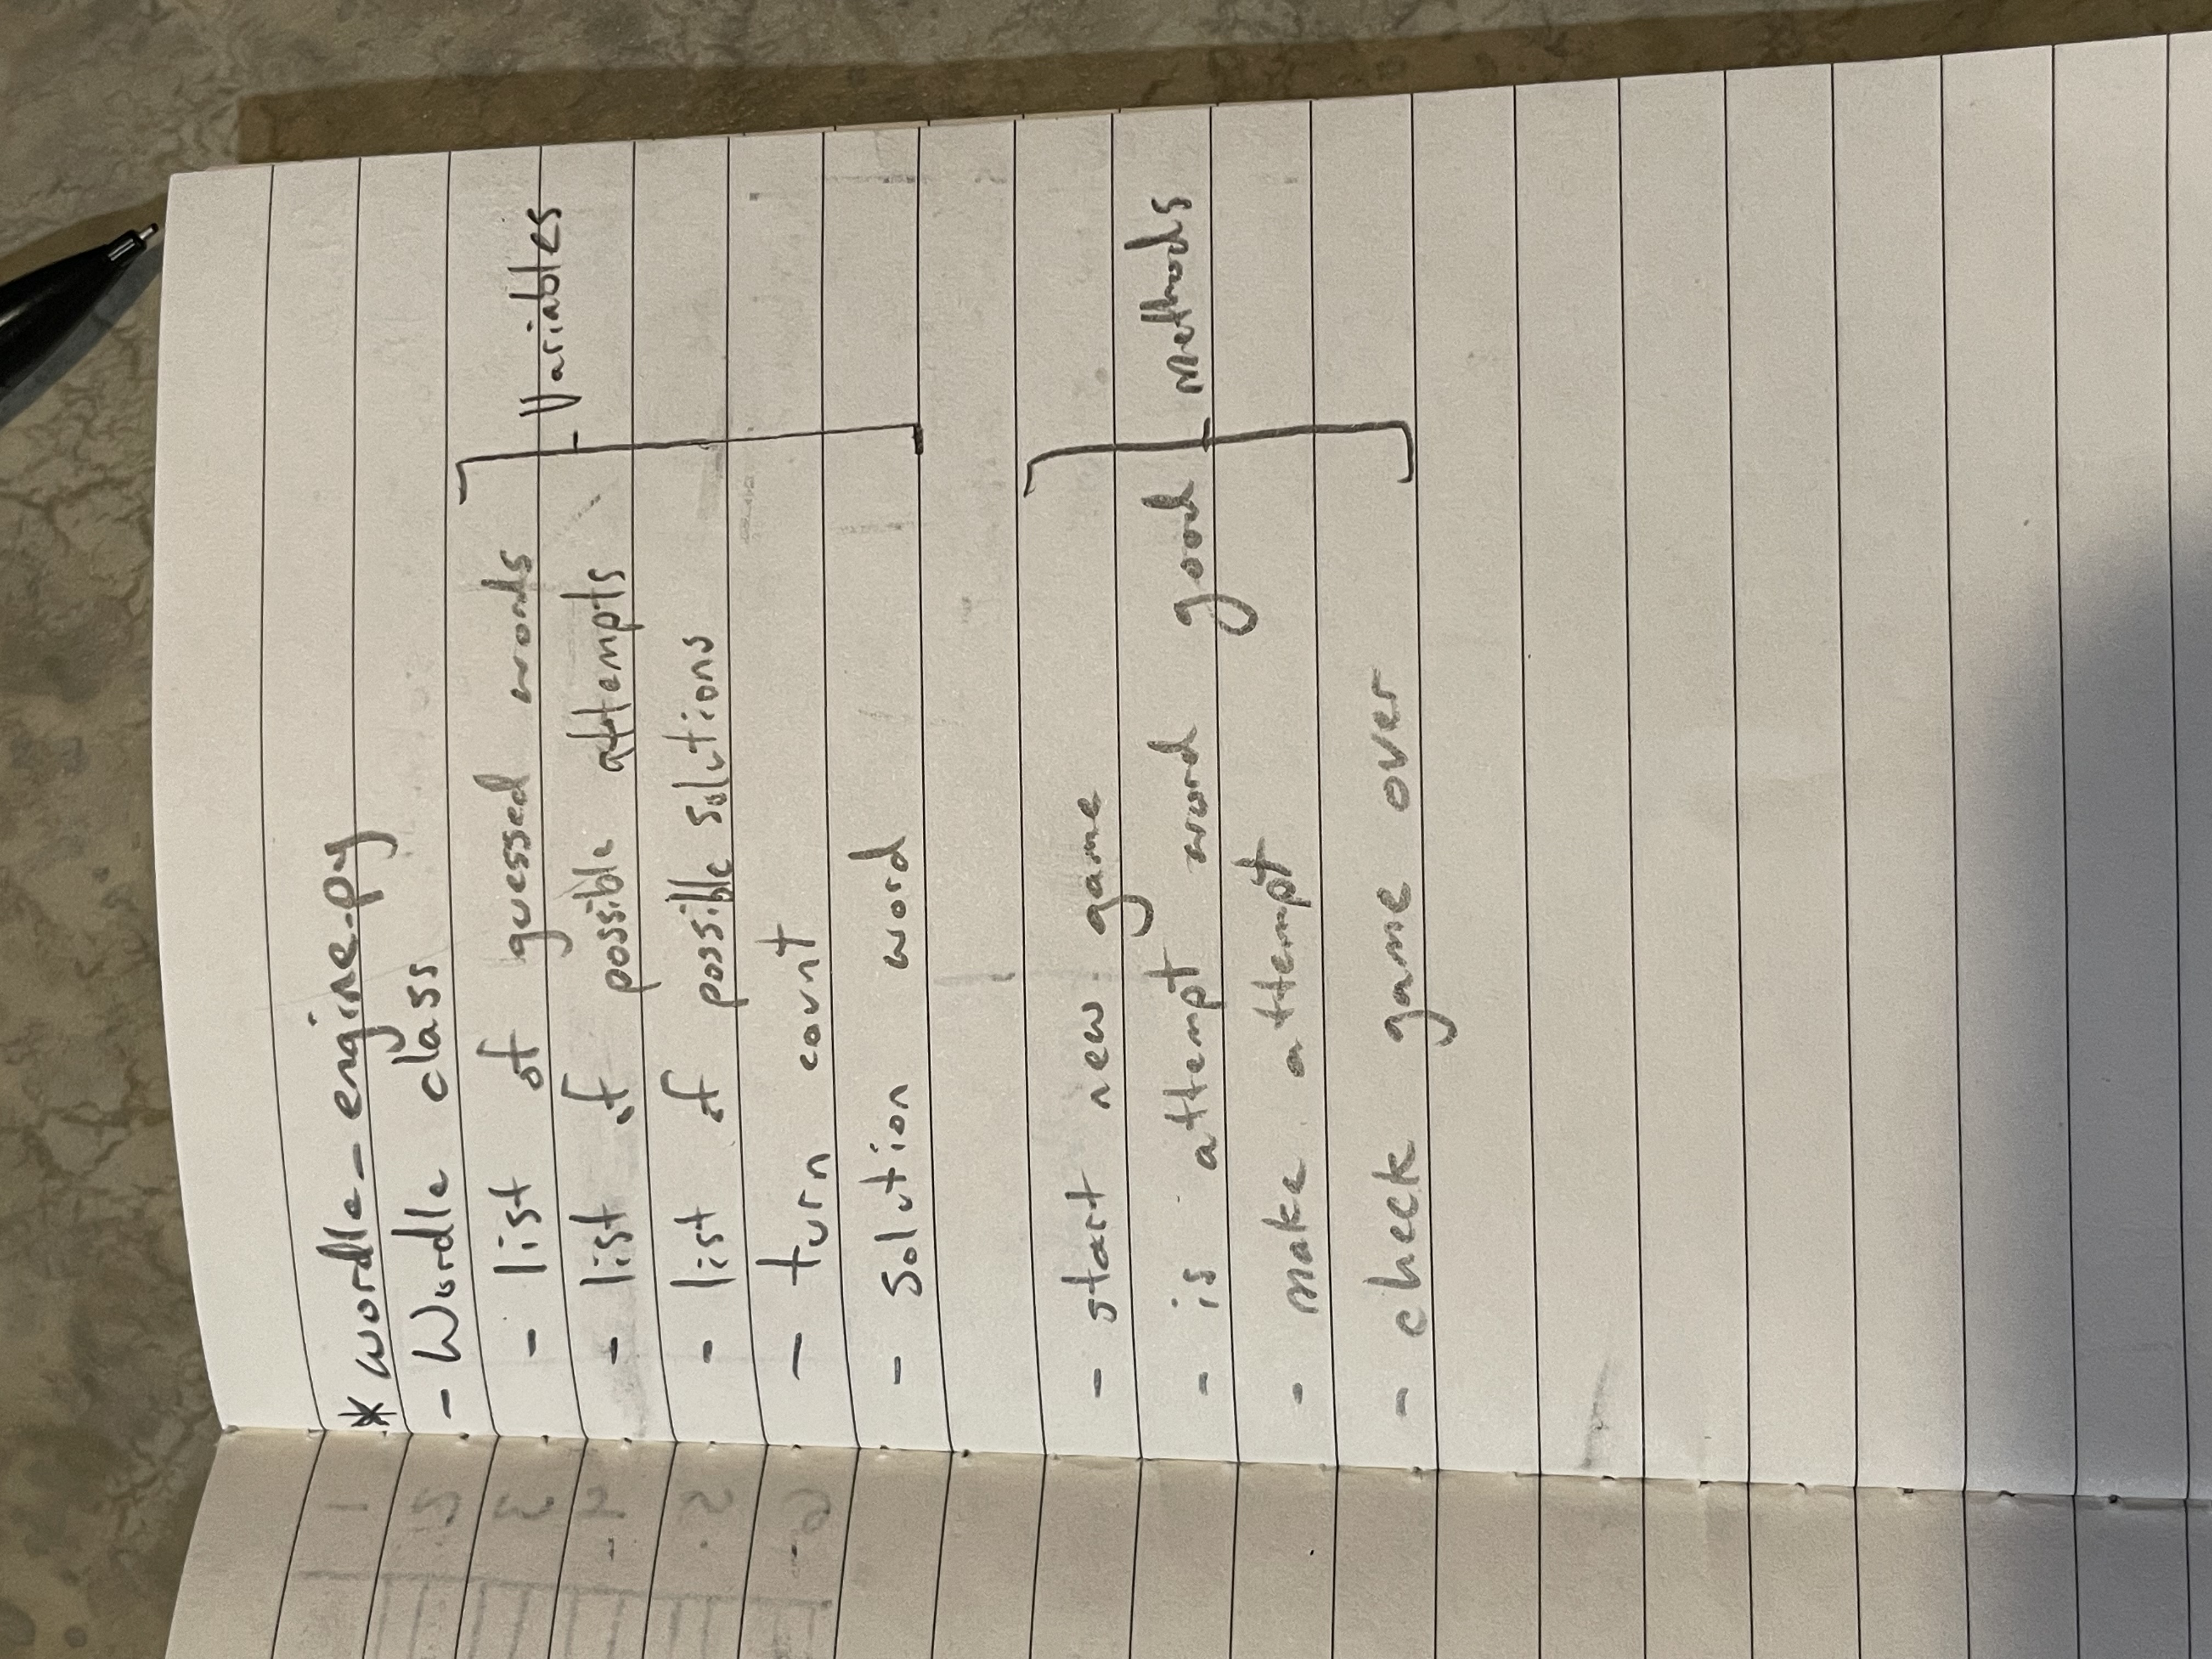 * wordle_engine.py
- Wordle class
- list of guessed words
- list of possible attempts
Variables
- list of possible solutions
- turn count
- solution word
- start new game
- is attempt word good
methods
- make attempt
- check game over